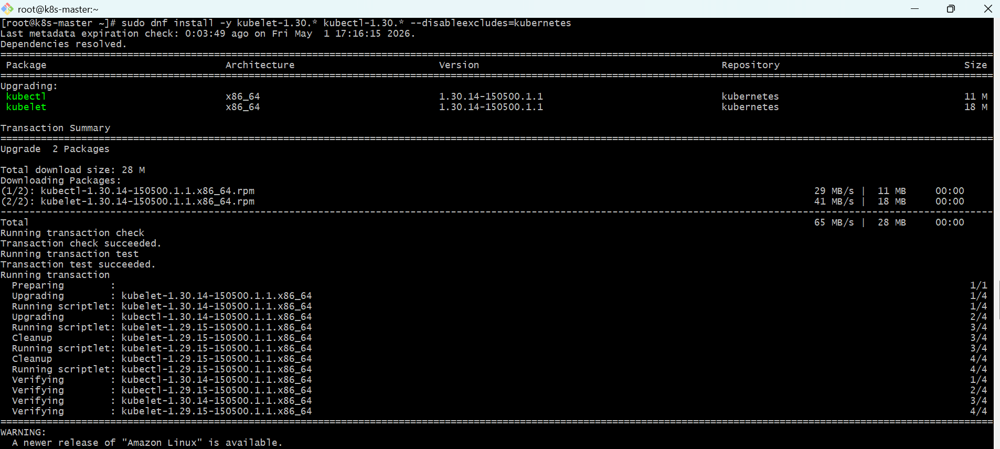 root@k8s-master:~
[root@k8s-master ~]# sudo dnf install -y kubelet-1.30.* kubectl-1.30.* --disableexcludes=kubernetes
Last metadata expiration check: 0:03:49 ago on Fri May  1 17:16:15 2026.
Dependencies resolved.
================================================================================
Package Architecture Version Repository Size
================================================================================
Upgrading:
kubectl x86_64 1.30.14-150500.1.1 kubernetes 11 M
kubelet x86_64 1.30.14-150500.1.1 kubernetes 18 M
Transaction Summary
================================================================================
Upgrade  2 Packages
Total download size: 28 M
Downloading Packages:
(1/2): kubectl-1.30.14-150500.1.1.x86_64.rpm 29 MB/s |  11 MB     00:00
(2/2): kubelet-1.30.14-150500.1.1.x86_64.rpm 41 MB/s |  18 MB     00:00
--------------------------------------------------------------------------------
Total 65 MB/s |  28 MB     00:00
Running transaction check
Transaction check succeeded.
Running transaction test
Transaction test succeeded.
Running transaction
Preparing        : 1/1
Upgrading        : kubelet-1.30.14-150500.1.1.x86_64 1/4
Running scriptlet: kubelet-1.30.14-150500.1.1.x86_64 1/4
Upgrading        : kubectl-1.30.14-150500.1.1.x86_64 2/4
Running scriptlet: kubelet-1.29.15-150500.1.1.x86_64 3/4
Cleanup          : kubelet-1.29.15-150500.1.1.x86_64 3/4
Running scriptlet: kubelet-1.29.15-150500.1.1.x86_64 3/4
Cleanup          : kubectl-1.29.15-150500.1.1.x86_64 4/4
Running scriptlet: kubectl-1.29.15-150500.1.1.x86_64 4/4
Verifying        : kubectl-1.30.14-150500.1.1.x86_64 1/4
Verifying        : kubectl-1.29.15-150500.1.1.x86_64 2/4
Verifying        : kubelet-1.30.14-150500.1.1.x86_64 3/4
Verifying        : kubelet-1.29.15-150500.1.1.x86_64 4/4
================================================================================
WARNING:
A newer release of "Amazon Linux" is available.